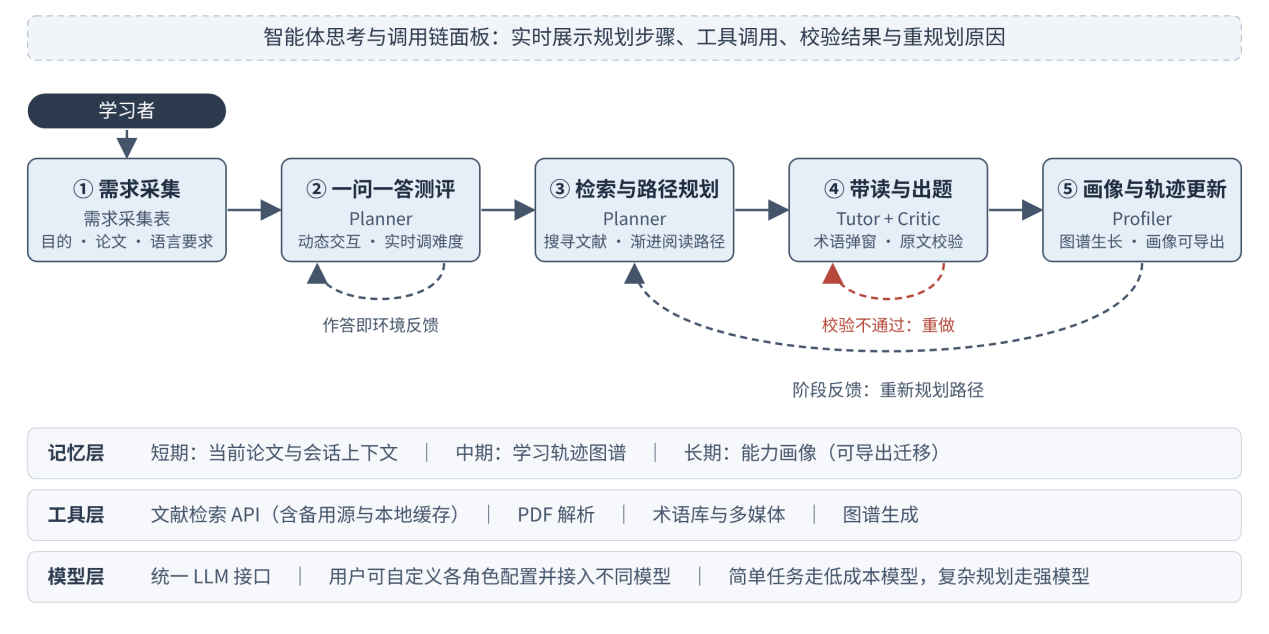 智能体思考与调用链面板：实时展示规划步骤、工具调用、校验结果与重规划原因
学习者
① 需求采集
需求采集表
目的 · 论文 · 语言要求
② 一问一答测评
Planner
动态交互 · 实时调难度
③ 检索与路径规划
Planner
搜寻文献 · 渐进阅读路径
④ 带读与出题
Tutor + Critic
术语弹窗 · 原文校验
⑤ 画像与轨迹更新
Profiler
图谱生长 · 画像可导出
作答即环境反馈
校验不通过：重做
阶段反馈：重新规划路径
记忆层 短期：当前论文与会话上下文 | 中期：学习轨迹图谱 | 长期：能力画像（可导出迁移）
工具层 文献检索 API（含备用源与本地缓存） | PDF 解析 | 术语库与多媒体 | 图谱生成
模型层 统一 LLM 接口 | 用户可自定义各角色配置并接入不同模型 | 简单任务走低成本模型，复杂规划走强模型